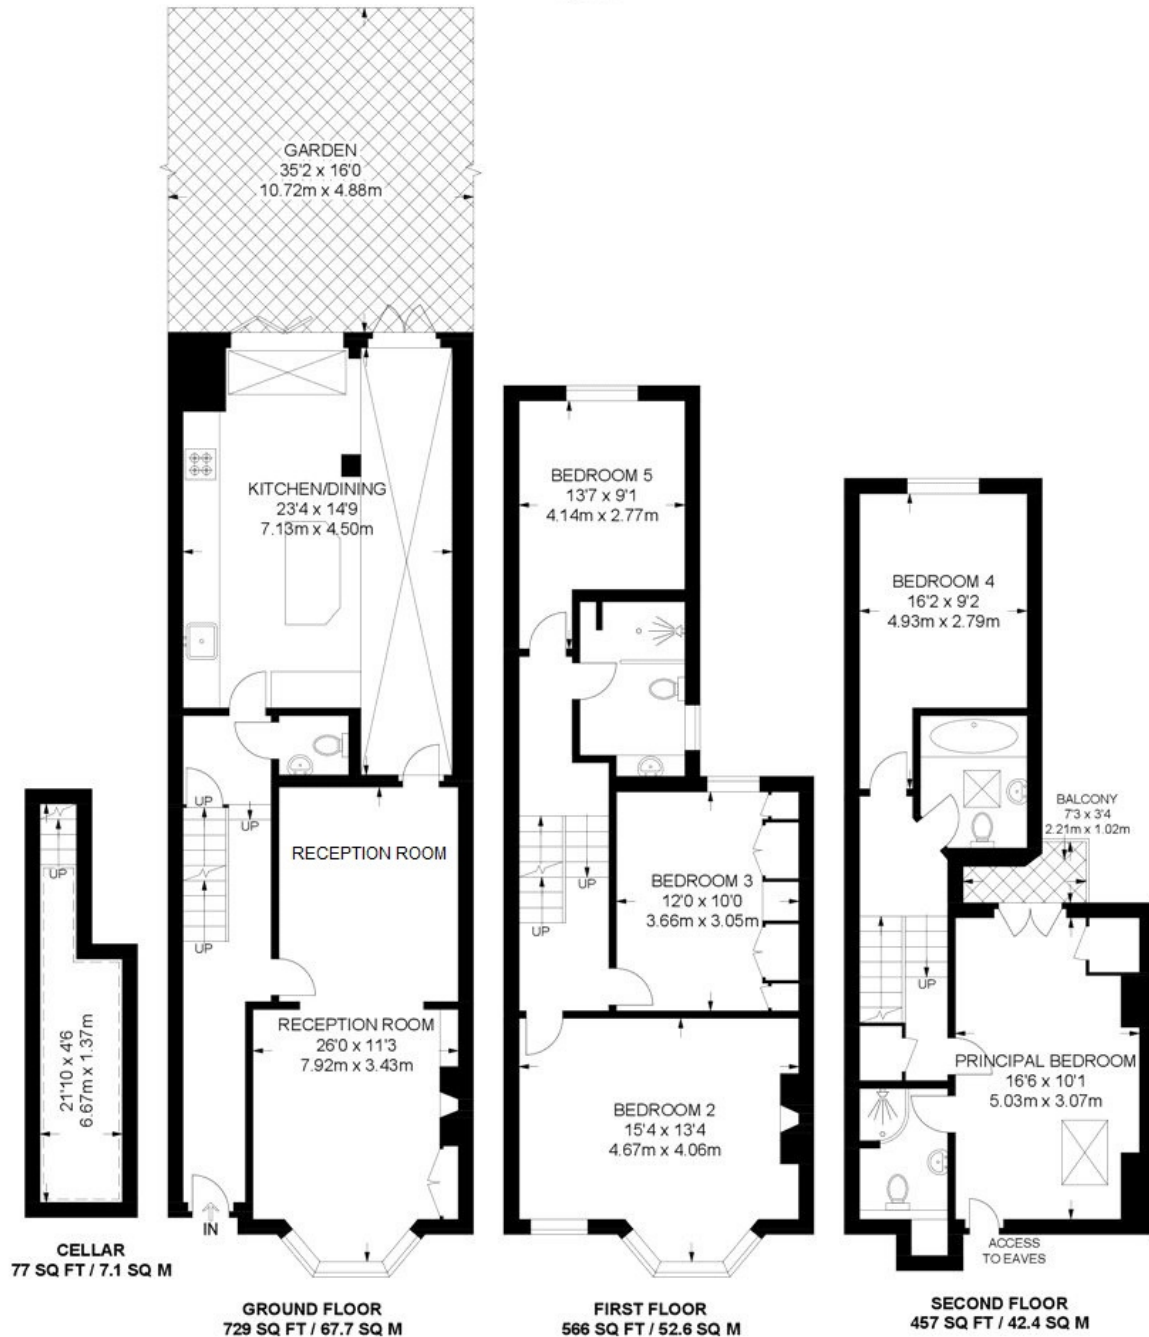 GARDEN
35'2 x 16'0
10.72m x 4.88m
KITCHEN/DINING
23'4 x 14'9
7.13m x 4.50m
UP
UP
UP
RECEPTION ROOM
RECEPTION ROOM
26'0 x 11'3
7.92m x 3.43m
IN
UP
21'10 x 4'6
6.67m x 1.37m
CELLAR
77 SQ FT / 7.1 SQ M
GROUND FLOOR
729 SQ FT / 67.7 SQ M
BEDROOM 5
13'7 x 9'1
4.14m x 2.77m
BEDROOM 3
12'0 x 10'0
3.66m x 3.05m
UP
UP
BEDROOM 2
15'4 x 13'4
4.67m x 4.06m
FIRST FLOOR
566 SQ FT / 52.6 SQ M
BEDROOM 4
16'2 x 9'2
4.93m x 2.79m
BALCONY
7'3 x 3'4
2.21m x 1.02m
UP
PRINCIPAL BEDROOM
16'6 x 10'1
5.03m x 3.07m
ACCESS
TO EAVES
SECOND FLOOR
457 SQ FT / 42.4 SQ M